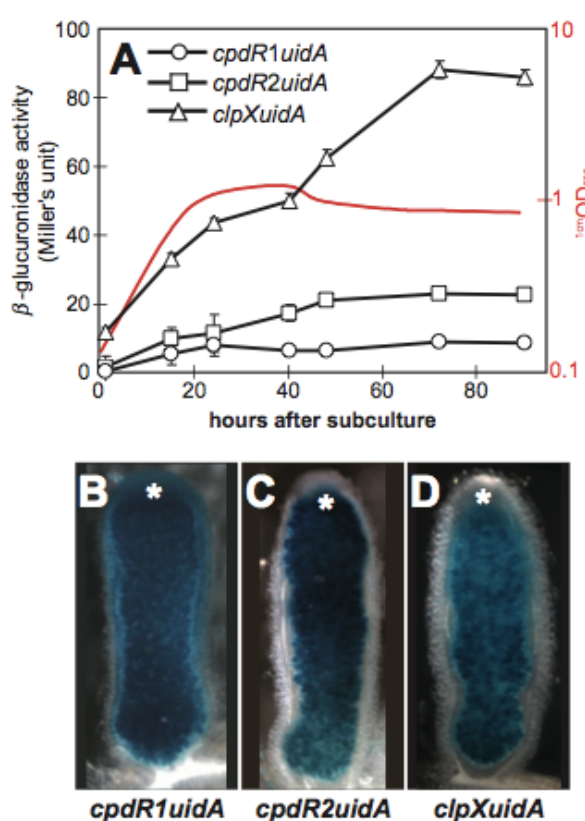 100
80
60
40
20
0
β-glucuronidase activity
(Miller's unit)
A
cpdR1uidA
cpdR2uidA
clpXuidA
10
1
0.1
0 20 40 60 80
hours after subculture
B * C * D *
cpdR1uidA cpdR2uidA clpXuidA